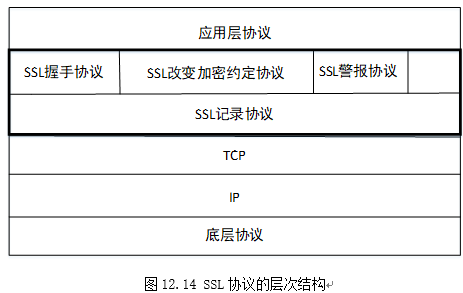 应用层协议
SSL握手协议 SSL改变加密约定协议 SSL警报协议
SSL记录协议
TCP
IP
底层协议
图 12.14 SSL 协议的层次结构